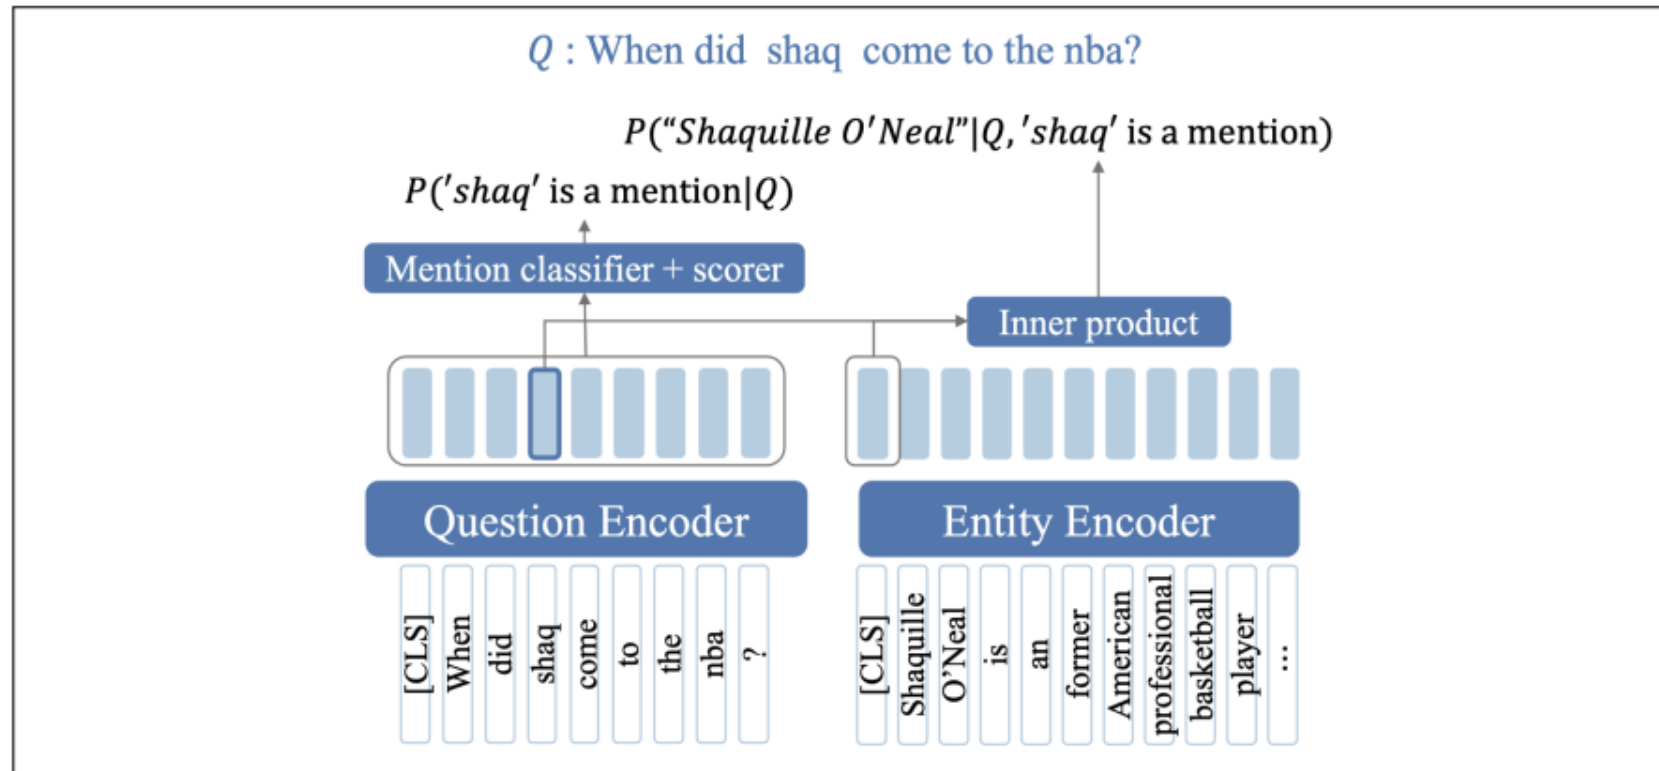 Q : When did shaq come to the nba?
P(“Shaquille O'Neal”|Q, 'shaq' is a mention)
P('shaq' is a mention|Q)
Mention classifier + scorer
Inner product
Question Encoder
Entity Encoder
[CLS] When did shaq come to the nba ?
[CLS] Shaquille O’Neal is an former American professional basketball player ...